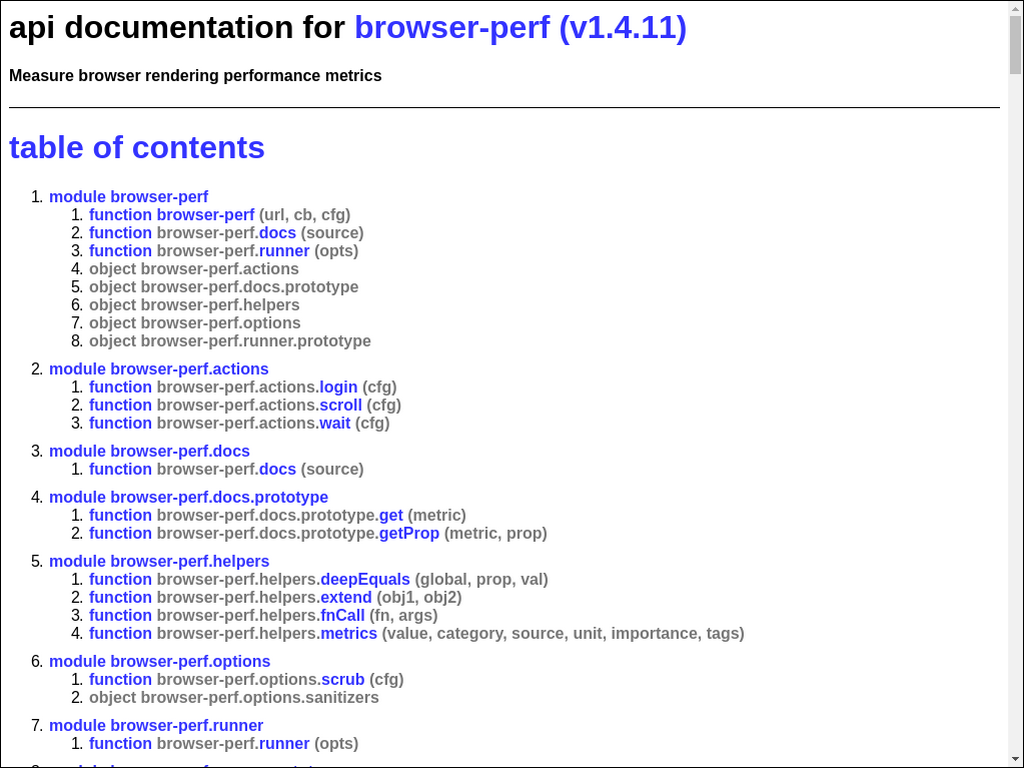 api documentation for browser-perf (v1.4.11)
Measure browser rendering performance metrics
table of contents
1. module browser-perf
1. function browser-perf (url, cb, cfg)
2. function browser-perf.docs (source)
3. function browser-perf.runner (opts)
4. object browser-perf.actions
5. object browser-perf.docs.prototype
6. object browser-perf.helpers
7. object browser-perf.options
8. object browser-perf.runner.prototype
2. module browser-perf.actions
1. function browser-perf.actions.login (cfg)
2. function browser-perf.actions.scroll (cfg)
3. function browser-perf.actions.wait (cfg)
3. module browser-perf.docs
1. function browser-perf.docs (source)
4. module browser-perf.docs.prototype
1. function browser-perf.docs.prototype.get (metric)
2. function browser-perf.docs.prototype.getProp (metric, prop)
5. module browser-perf.helpers
1. function browser-perf.helpers.deepEquals (global, prop, val)
2. function browser-perf.helpers.extend (obj1, obj2)
3. function browser-perf.helpers.fnCall (fn, args)
4. function browser-perf.helpers.metrics (value, category, source, unit, importance, tags)
6. module browser-perf.options
1. function browser-perf.options.scrub (cfg)
2. object browser-perf.options.sanitizers
7. module browser-perf.runner
1. function browser-perf.runner (opts)